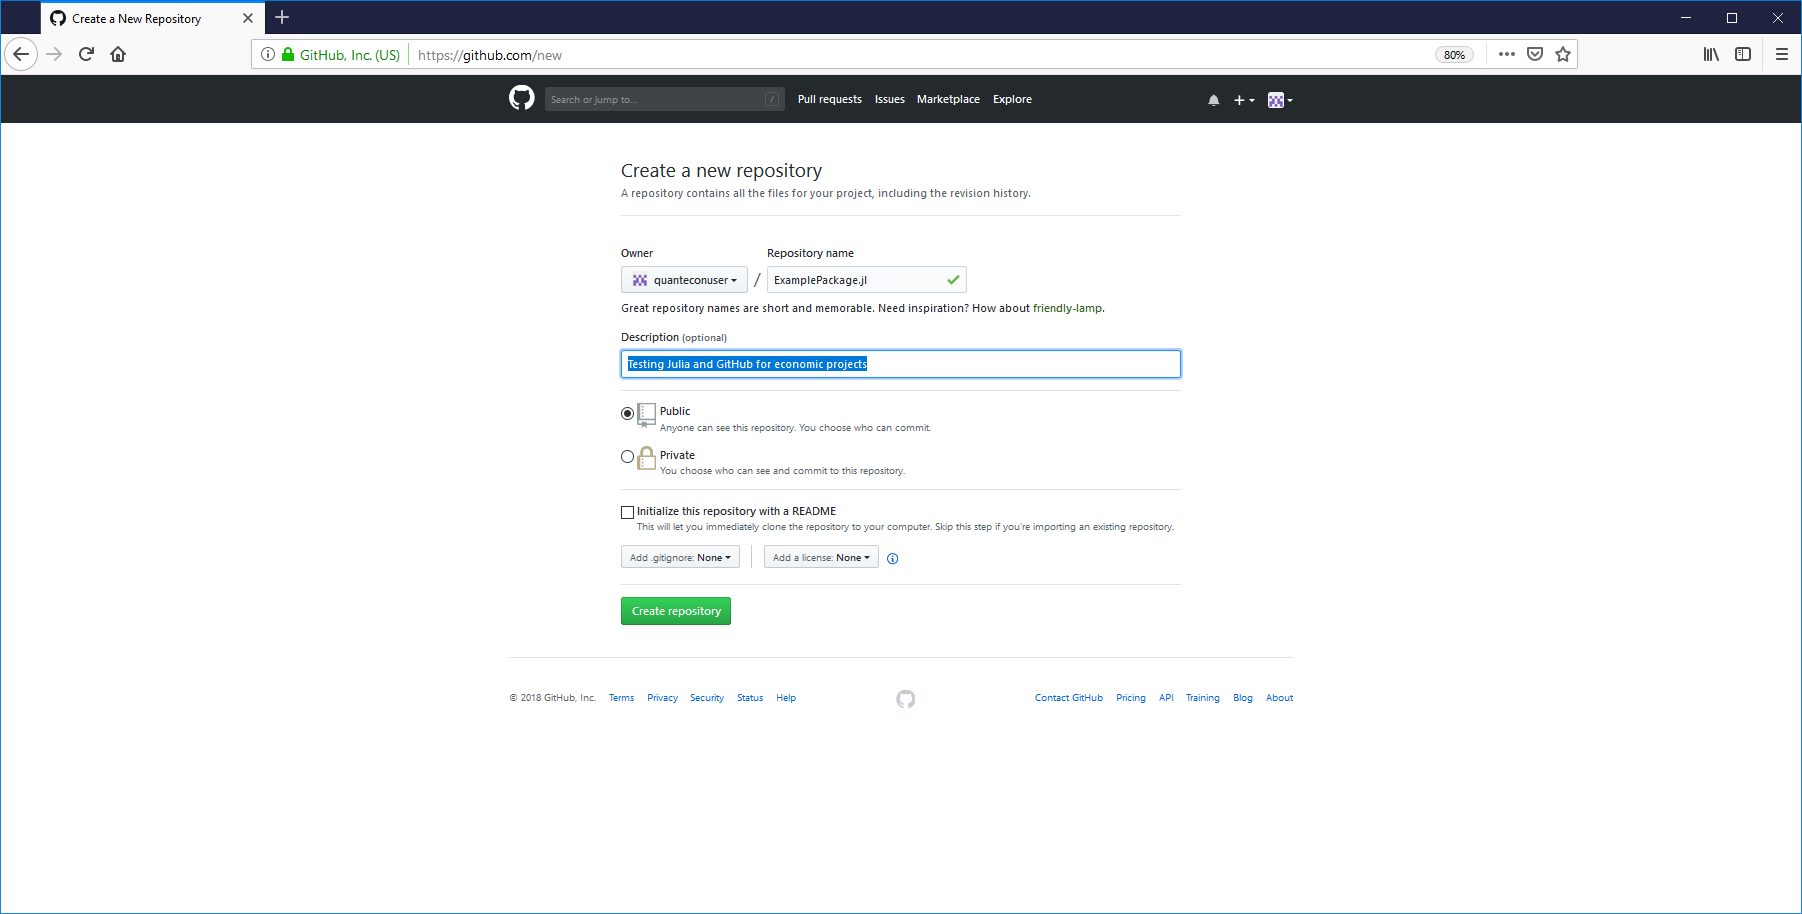 Create a New Repository
GitHub, Inc. (US) https://github.com/new 80%
Search or jump to... / Pull requests Issues Marketplace Explore
Create a new repository
A repository contains all the files for your project, including the revision history.
Owner Repository name
quanteconuser / ExamplePackage.jl
Great repository names are short and memorable. Need inspiration? How about friendly-lamp.
Description (optional)
Testing Julia and GitHub for economic projects
Public
Anyone can see this repository. You choose who can commit.
Private
You choose who can see and commit to this repository.
Initialize this repository with a README
This will let you immediately clone the repository to your computer. Skip this step if you're importing an existing repository.
Add .gitignore: None Add a license: None
Create repository
© 2018 GitHub, Inc. Terms Privacy Security Status Help Contact GitHub Pricing API Training Blog About